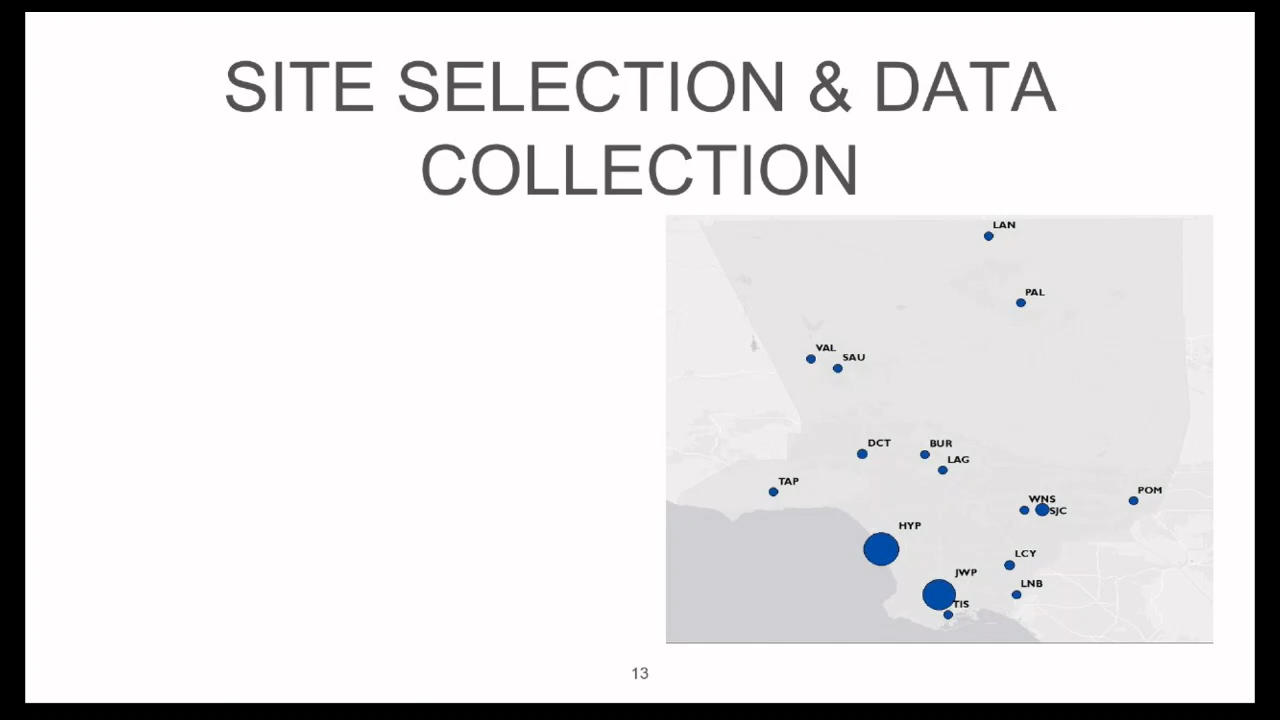 SITE SELECTION & DATA
COLLECTION
LAN
PAL
VAL
SAU
DCT
BUR
LAG
TAP
POM
WNS
SJC
HYP
LCY
JWP
LNB
TIS
13